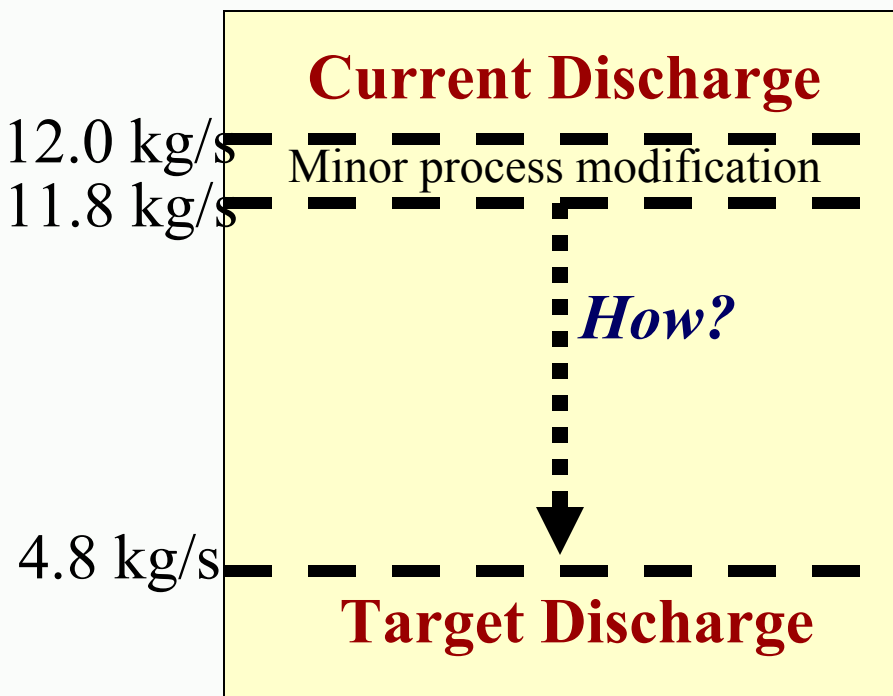 Current Discharge
12.0 kg/s
Minor process modification
11.8 kg/s
How?
4.8 kg/s
Target Discharge